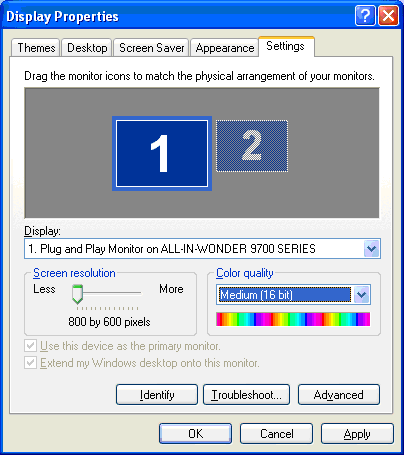 Display Properties
Themes Desktop Screen Saver Appearance Settings
Drag the monitor icons to match the physical arrangement of your monitors.
1 2
Display:
1. Plug and Play Monitor on ALL-IN-WONDER 9700 SERIES
Screen resolution Color quality
Less More Medium (16 bit)
800 by 600 pixels
Use this device as the primary monitor.
Extend my Windows desktop onto this monitor.
Identify Troubleshoot... Advanced
OK Cancel Apply